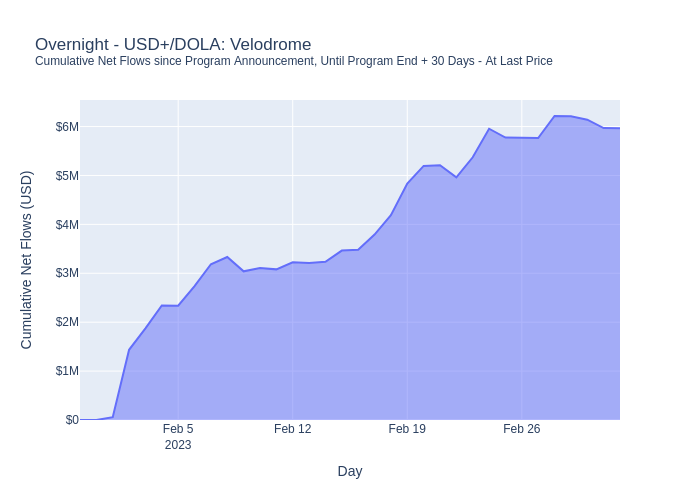 Overnight - USD+/DOLA: Velodrome
Cumulative Net Flows since Program Announcement, Until Program End + 30 Days - At Last Price
Cumulative Net Flows (USD)
$6M
$5M
$4M
$3M
$2M
$1M
$0
Feb 5
2023
Feb 12
Feb 19
Feb 26
Day